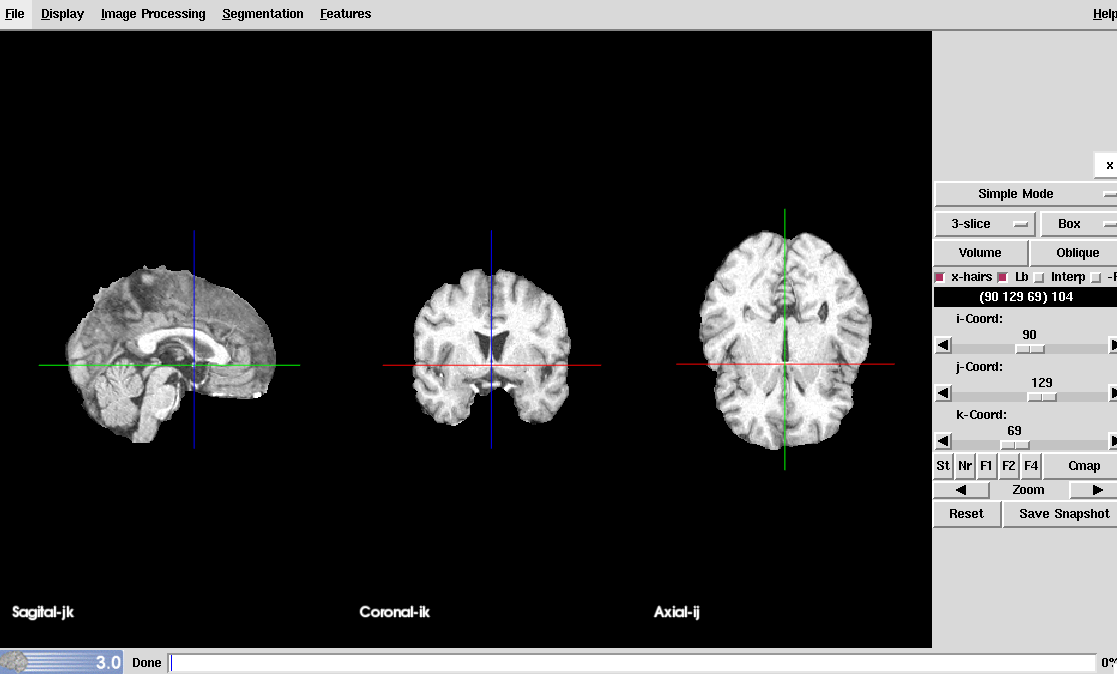 File Display Image Processing Segmentation Features Help
x
Simple Mode
3-slice Box
Volume Oblique
x-hairs Lb Interp
(90 129 69) 104
i-Coord:
90
j-Coord:
129
k-Coord:
69
St Nr F1 F2 F4 Cmap
Zoom
Reset Save Snapshot
Sagital-jk Coronal-ik Axial-ij
3.0 Done 0%